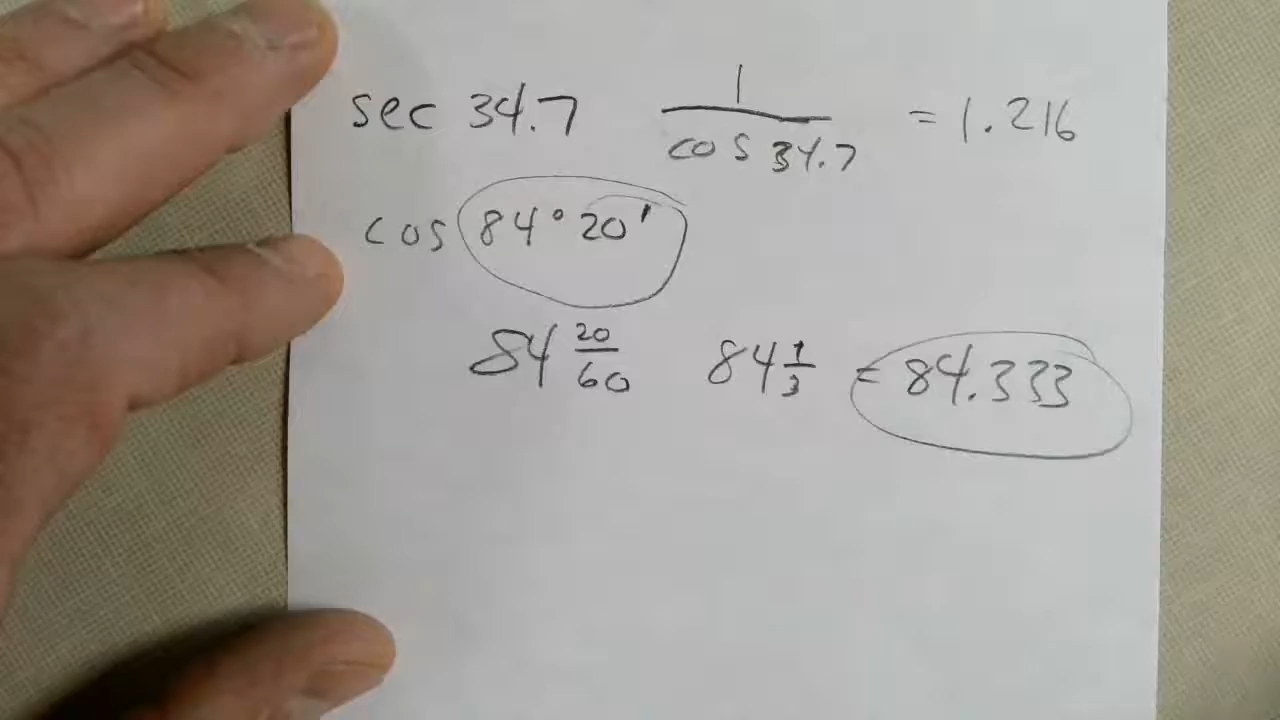 sec 34.7 1/cos 34.7 = 1.216
cos 84° 20'
84 20/60 84 1/3 = 84.333